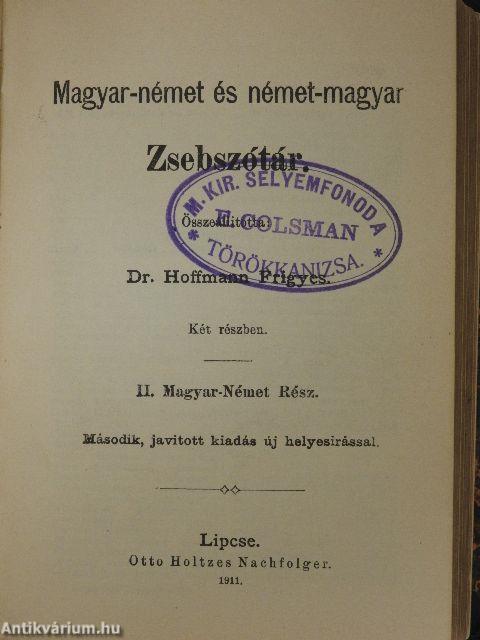 Magyar-német és német-magyar
Zsebszótár.
M. KIR. SELYEMFONODA
Összeállította:
E. COLSMAN
* TÖRÖKKANIZSA. *
Dr. Hoffmann Frigyes.
Két részben.
II. Magyar-Német Rész.
Második, javitott kiadás új helyesirással.
Lipcse.
Otto Holtzes Nachfolger.
1911.
Antikvárium.hu